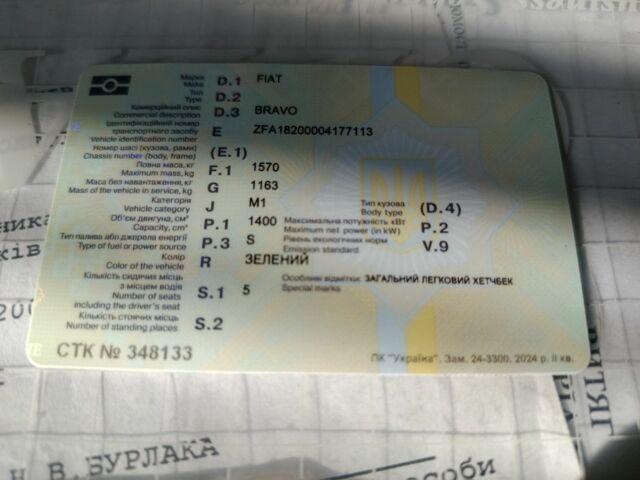 Марка D.1 FIAT
Make
Тип D.2
Type
Комерційний опис D.3 BRAVO
Commercial description
Ідентифікаційний номер
транспортного засобу E ZFA18200004177113
Vehicle identification number
Номер шасі (кузова, рами) (E.1)
Chassis number (body, frame)
Повна маса, кг F.1 1570
Maximum mass, kg
Маса без навантаження, кг G 1163
Mass of the vehicle in service, kg
Категорія J M1 Тип кузова (D.4)
Vehicle category Body type
Об'єм двигуна, см³ P.1 1400 Максимальна потужність кВт P.2
Capacity, cm³ Maximum net power (in kW)
Тип палива або джерела енергії P.3 S Рівень екологічних норм V.9
Type of fuel or power source Emission standard
Колір R ЗЕЛЕНИЙ
Color of the vehicle
Кількість сидячих місць
з місцем водія S.1 5 Особливі відмітки: ЗАГАЛЬНИЙ ЛЕГКОВИЙ ХЕТЧБЕК
Number of seats Special marks
including the driver's seat
Кількість стоячих місць S.2
Number of standing places
СТК № 348133
ПК "Україна". Зам. 24-3300. 2024 р. ІІ кв.
В.БУРЛАКА